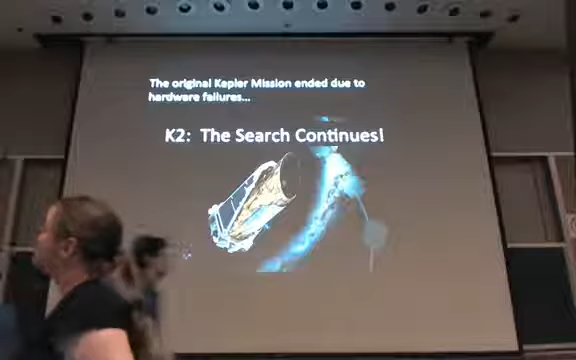 The original Kepler Mission ended due to
hardware failures...
K2: The Search Continues!